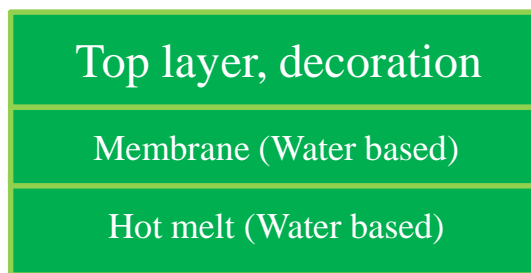 Top layer, decoration
Membrane (Water based)
Hot melt (Water based)